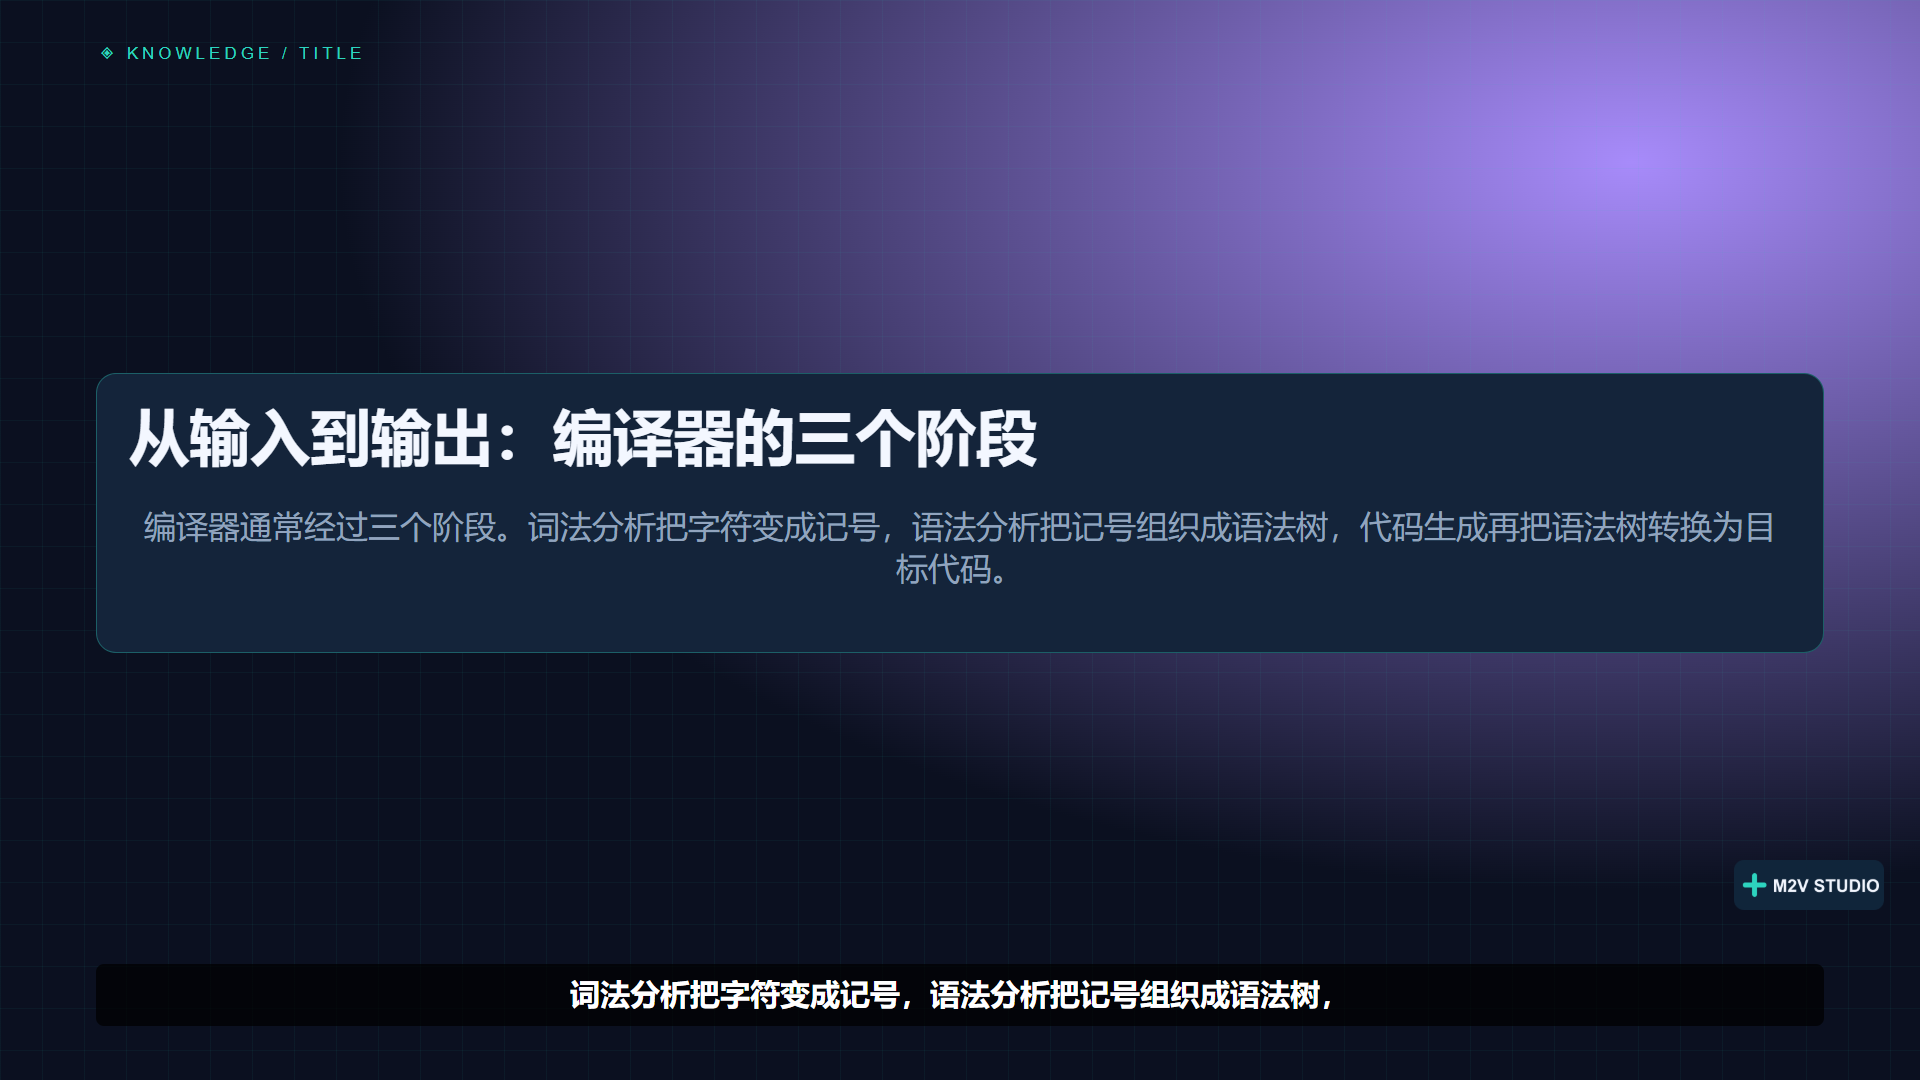 ◈ KNOWLEDGE / TITLE
从输入到输出：编译器的三个阶段
编译器通常经过三个阶段。词法分析把字符变成记号，语法分析把记号组织成语法树，代码生成再把语法树转换为目
标代码。
M2V STUDIO
词法分析把字符变成记号，语法分析把记号组织成语法树，